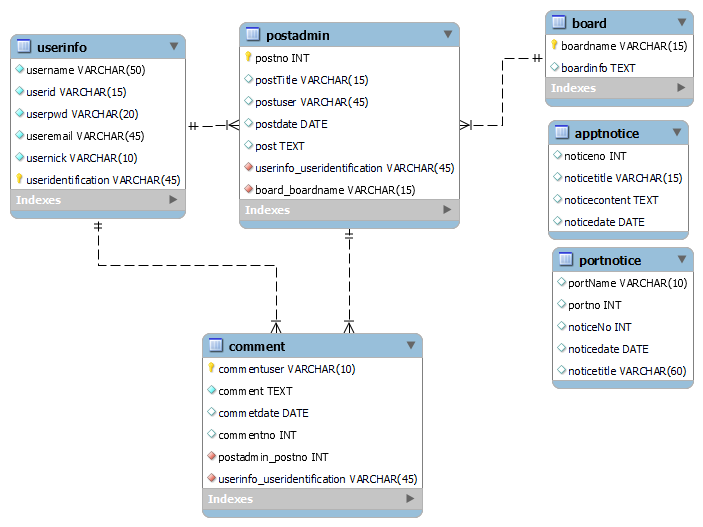 userinfo
username VARCHAR(50)
userid VARCHAR(15)
userpwd VARCHAR(20)
useremail VARCHAR(45)
usernick VARCHAR(10)
useridentification VARCHAR(45)
Indexes
postadmin
postno INT
postTitle VARCHAR(15)
postuser VARCHAR(45)
postdate DATE
post TEXT
userinfo_useridentification VARCHAR(45)
board_boardname VARCHAR(15)
Indexes
board
boardname VARCHAR(15)
boardinfo TEXT
Indexes
apptnotice
noticeno INT
noticetitle VARCHAR(15)
noticecontent TEXT
noticedate DATE
portnotice
portName VARCHAR(10)
portno INT
noticeNo INT
noticedate DATE
noticetitle VARCHAR(60)
comment
commentuser VARCHAR(10)
comment TEXT
commetdate DATE
commentno INT
postadmin_postno INT
userinfo_useridentification VARCHAR(45)
Indexes